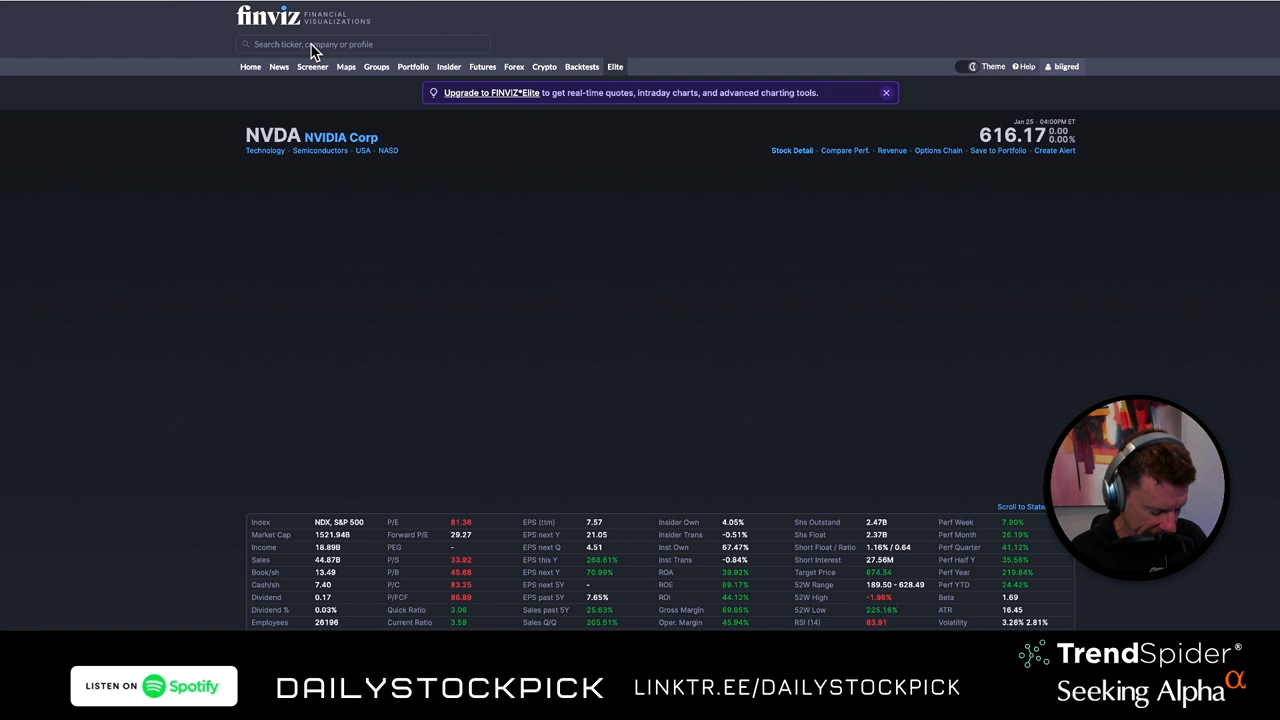 finviz FINANCIAL VISUALIZATIONS
Search ticker, company or profile
Home News Screener Maps Groups Portfolio Insider Futures Forex Crypto Backtests Elite Theme Help bilgred
Upgrade to FINVIZ*Elite to get real-time quotes, intraday charts, and advanced charting tools.
Jan 25 · 04:00PM ET
NVDA NVIDIA Corp 616.17 0.00 0.00%
Technology · Semiconductors · USA · NASD Stock Detail · Compare Perf. · Revenue · Options Chain · Save to Portfolio · Create Alert
Scroll to State
Index NDX, S&P 500 P/E 81.36 EPS (ttm) 7.57 Insider Own 4.05% Shs Outstand 2.47B Perf Week 7.90%
Market Cap 1521.94B Forward P/E 29.27 EPS next Y 21.05 Insider Trans -0.51% Shs Float 2.37B Perf Month 26.19%
Income 18.89B PEG - EPS next Q 4.51 Inst Own 67.47% Short Float / Ratio 1.16% / 0.64 Perf Quarter 41.12%
Sales 44.87B P/S 33.92 EPS this Y 268.61% Inst Trans -0.84% Short Interest 27.56M Perf Half Y 35.56%
Book/sh 13.49 P/B 45.68 EPS next Y 70.99% ROA 39.92% Target Price 674.54 Perf Year 219.84%
Cash/sh 7.40 P/C 83.25 EPS next 5Y - ROE 69.17% 52W Range 189.50 - 628.49 Perf YTD 24.42%
Dividend 0.17 P/FCF 86.89 EPS past 5Y 7.65% ROI 44.12% 52W High -1.96% Beta 1.69
Dividend % 0.03% Quick Ratio 3.06 Sales past 5Y 25.63% Gross Margin 69.85% 52W Low 225.16% ATR 16.45
Employees 26196 Current Ratio 3.59 Sales Q/Q 205.51% Oper. Margin 45.94% RSI (14) 83.91 Volatility 3.26% 2.81%
LISTEN ON Spotify DAILYSTOCKPICK LINKTR.EE/DAILYSTOCKPICK
TrendSpider®
Seeking Alpha α